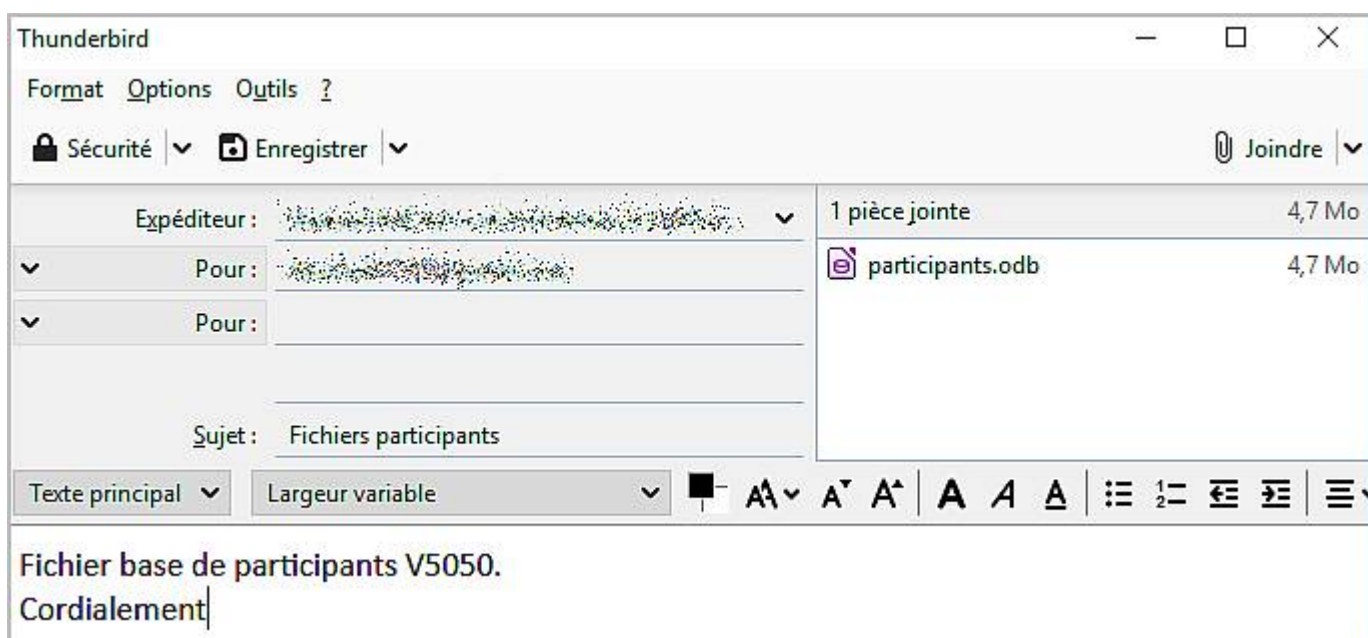 Thunderbird
Format Options Outils ?
Sécurité Enregistrer Joindre
Expéditeur :
Pour :
Pour :
Sujet : Fichiers participants
1 pièce jointe 4,7 Mo
participants.odb 4,7 Mo
Texte principal Largeur variable
Fichier base de participants V5050.
Cordialement